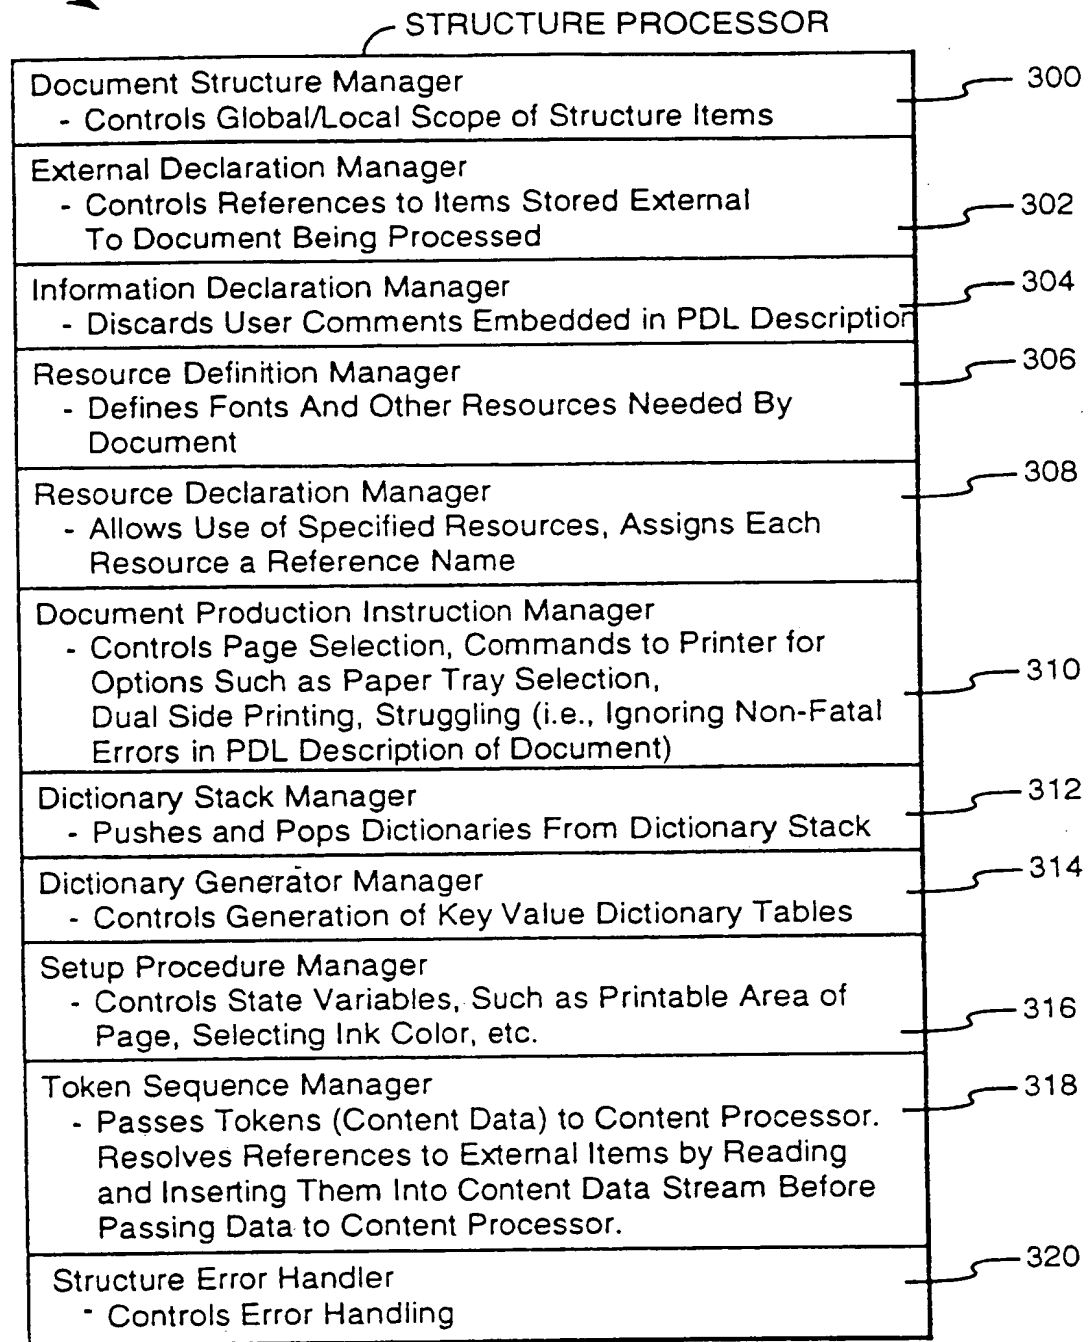 STRUCTURE PROCESSOR
Document Structure Manager
- Controls Global/Local Scope of Structure Items
300
External Declaration Manager
- Controls References to Items Stored External
To Document Being Processed
302
Information Declaration Manager
- Discards User Comments Embedded in PDL Description
304
Resource Definition Manager
- Defines Fonts And Other Resources Needed By
Document
306
Resource Declaration Manager
- Allows Use of Specified Resources, Assigns Each
Resource a Reference Name
308
Document Production Instruction Manager
- Controls Page Selection, Commands to Printer for
Options Such as Paper Tray Selection,
Dual Side Printing, Struggling (i.e., Ignoring Non-Fatal
Errors in PDL Description of Document)
310
Dictionary Stack Manager
- Pushes and Pops Dictionaries From Dictionary Stack
312
Dictionary Generator Manager
- Controls Generation of Key Value Dictionary Tables
314
Setup Procedure Manager
- Controls State Variables, Such as Printable Area of
Page, Selecting Ink Color, etc.
316
Token Sequence Manager
- Passes Tokens (Content Data) to Content Processor.
Resolves References to External Items by Reading
and Inserting Them Into Content Data Stream Before
Passing Data to Content Processor.
318
Structure Error Handler
- Controls Error Handling
320